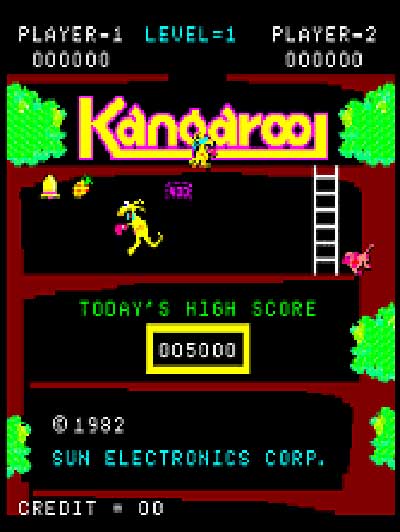 PLAYER-1 LEVEL=1 PLAYER-2
000000 000000
Kangaroo
400
TODAY'S HIGH SCORE
005000
© 1982
SUN ELECTRONICS CORP.
CREDIT = 00